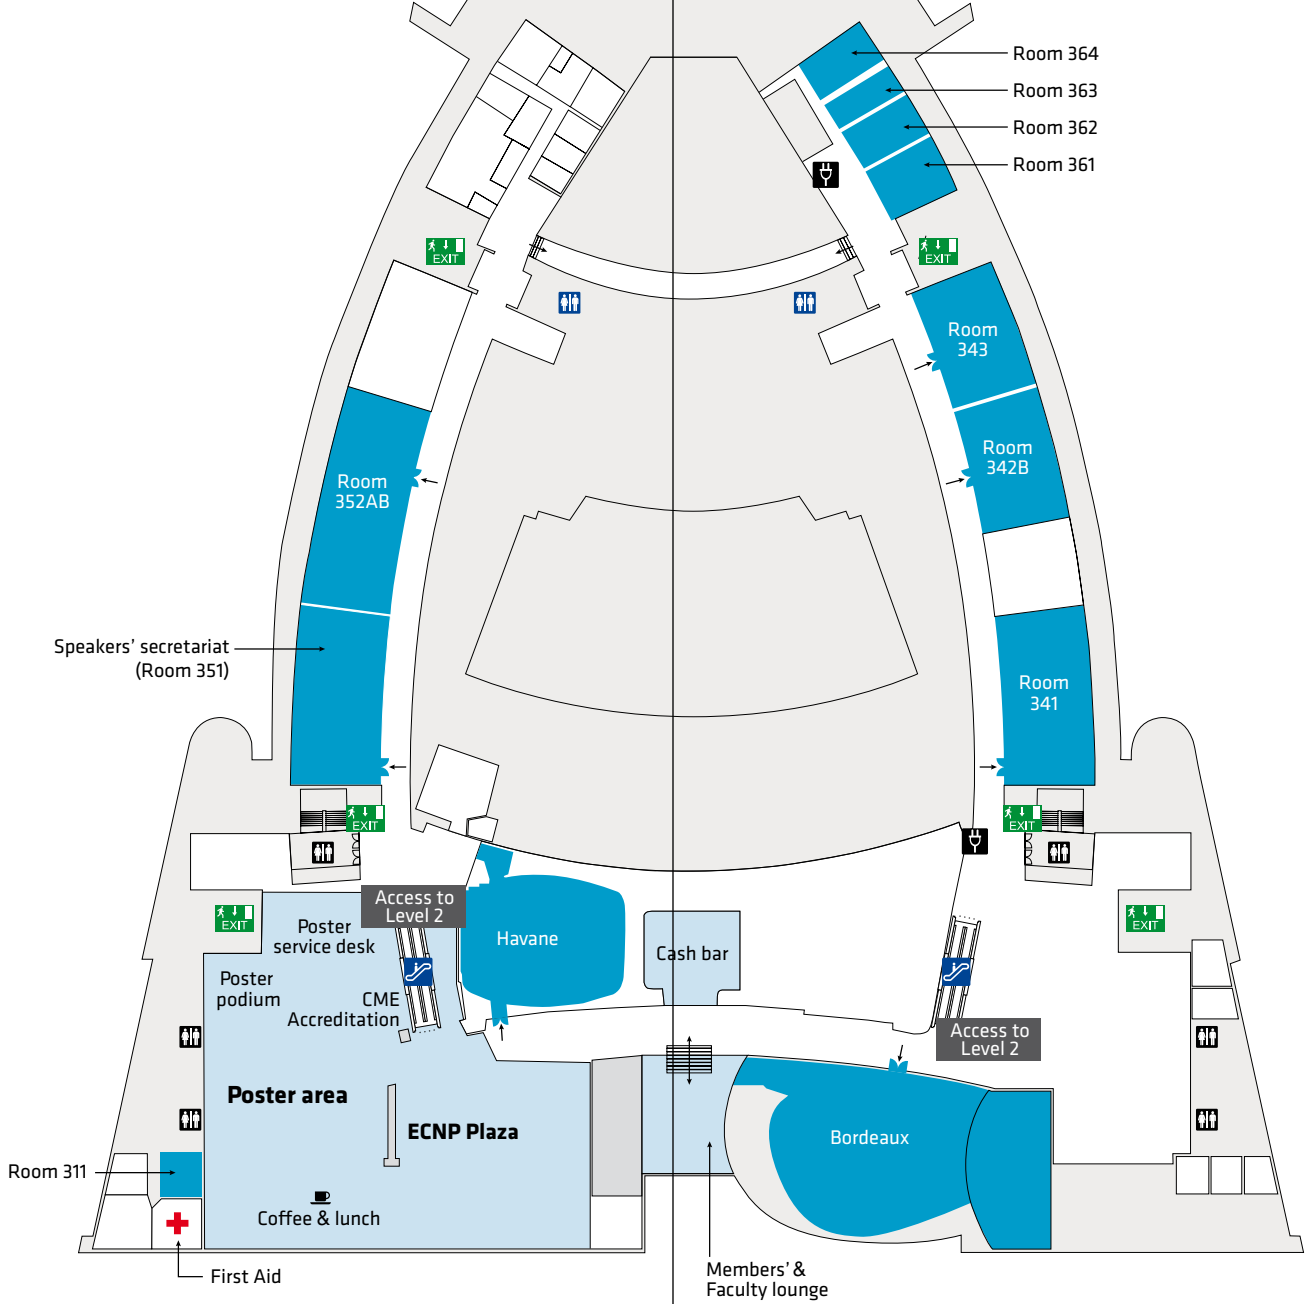 Room 364
Room 363
Room 362
Room 361
EXIT
EXIT
Room
343
Room
342B
Room
352AB
Speakers’ secretariat
(Room 351)
Room
341
EXIT
EXIT
Access to
Level 2
EXIT
EXIT
Poster
service desk
Havane
Cash bar
Poster
podium
CME
Accreditation
Access to
Level 2
Poster area
ECNP Plaza
Bordeaux
Room 311
Coffee & lunch
First Aid
Members’ &
Faculty lounge